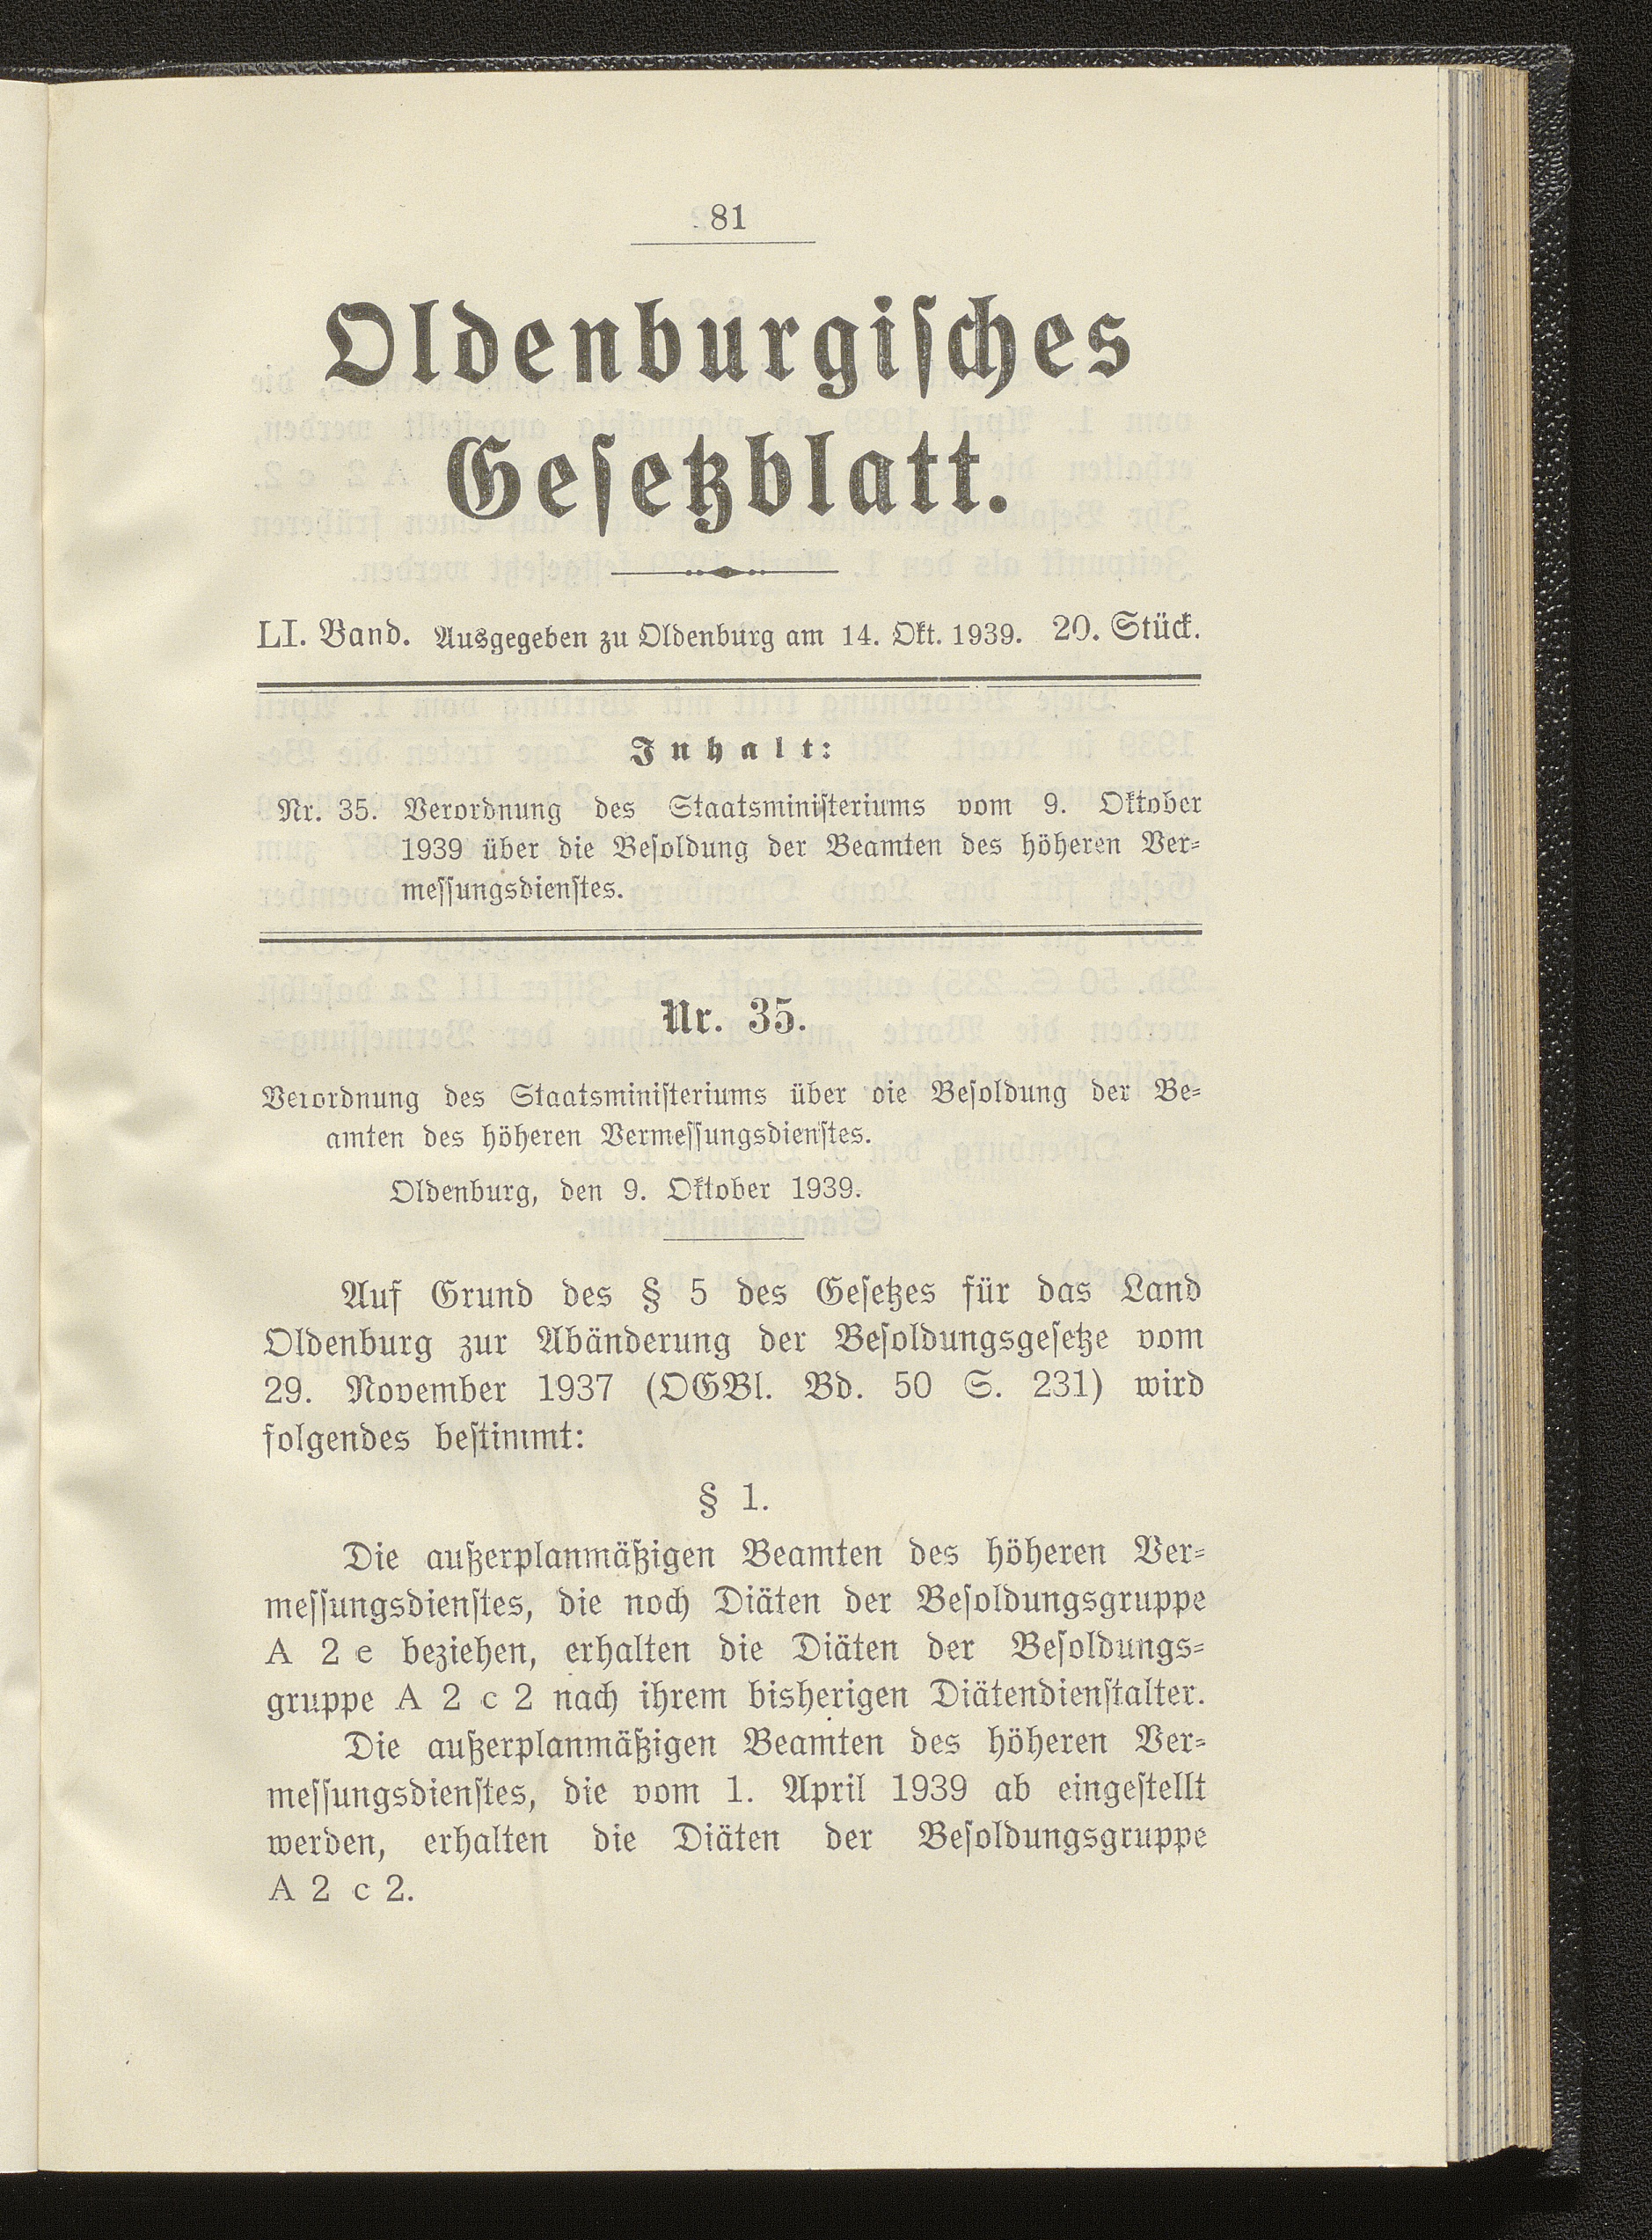 81
Oldenburgisches
Gesetzblatt.
LI. Band. Ausgegeben zu Oldenburg am 14. Okt. 1939. 20. Stück.
Inhalt:
Nr. 35. Verordnung des Staatsministeriums vom 9. Oktober
1939 über die Besoldung der Beamten des höheren Ver-
messungsdienstes.
Nr. 35.
Verordnung des Staatsministeriums über die Besoldung der Be-
amten des höheren Vermessungsdienstes.
Oldenburg, den 9. Oktober 1939.
Auf Grund des § 5 des Gesetzes für das Land
Oldenburg zur Abänderung der Besoldungsgesetze vom
29. November 1937 (OGBl. Bd. 50 S. 231) wird
folgendes bestimmt:
§ 1.
Die außerplanmäßigen Beamten des höheren Ver-
messungsdienstes, die noch Diäten der Besoldungsgruppe
A 2 e beziehen, erhalten die Diäten der Besoldungs-
gruppe A 2 c 2 nach ihrem bisherigen Diätendienstalter.
Die außerplanmäßigen Beamten des höheren Ver-
messungsdienstes, die vom 1. April 1939 ab eingestellt
werden, erhalten die Diäten der Besoldungsgruppe
A 2 c 2.